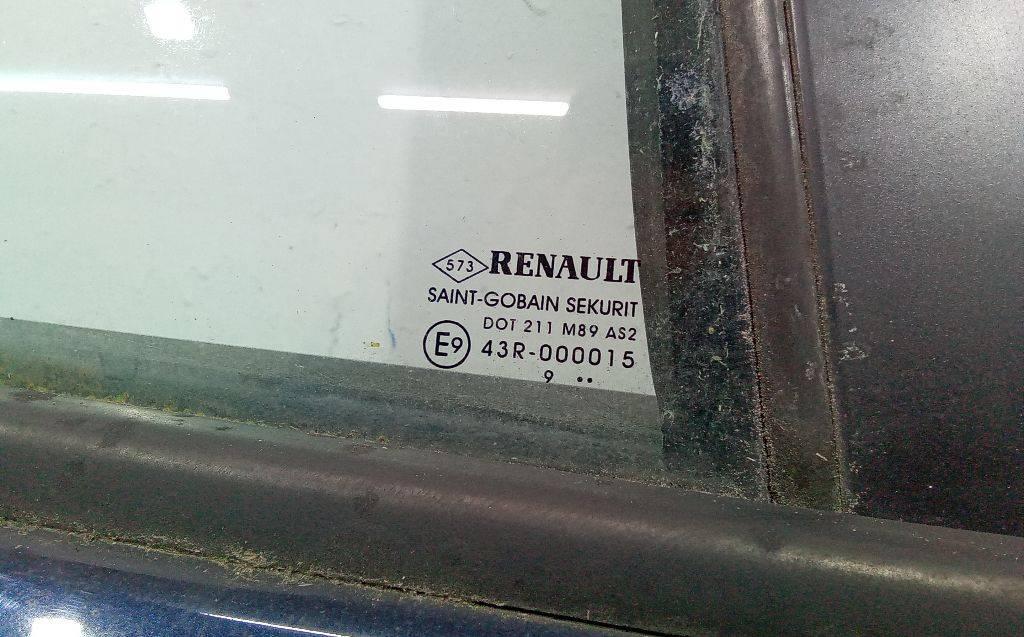 573 RENAULT
SAINT-GOBAIN SEKURIT
DOT 211 M89 AS2
E9 43R-000015
9 ••